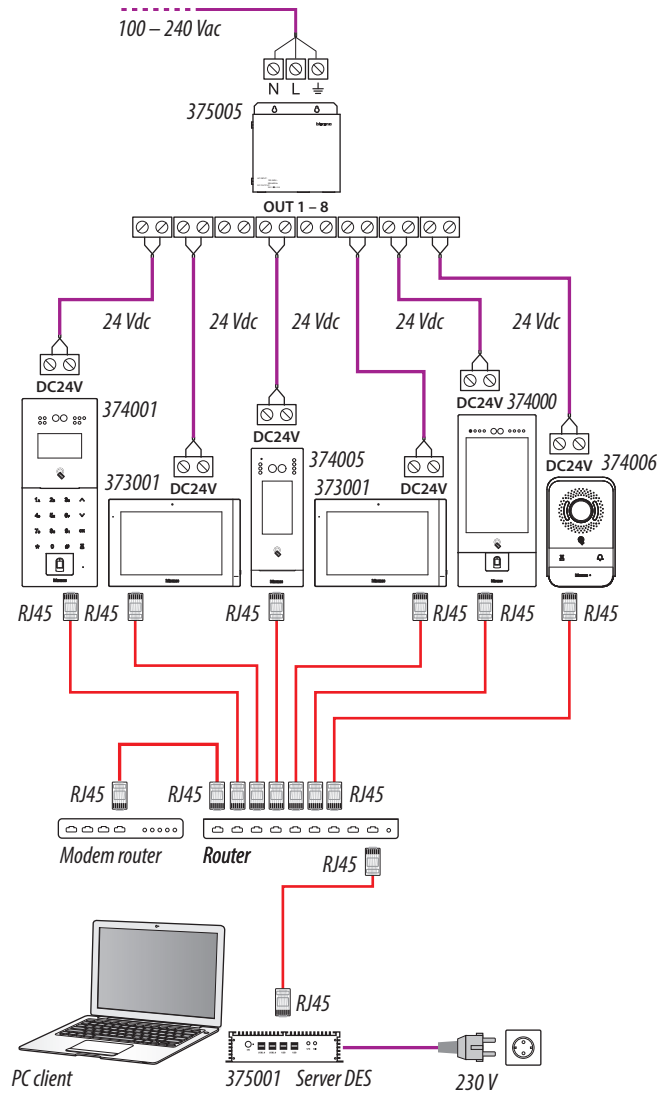 100 – 240 Vac
N L
375005
OUT 1 – 8
24 Vdc 24 Vdc 24 Vdc 24 Vdc 24 Vdc
DC24V
374001
DC24V 374000
DC24V
374005
DC24V 374006
373001 DC24V
373001 DC24V
RJ45 RJ45 RJ45 RJ45 RJ45 RJ45
RJ45 RJ45 RJ45
Modem router Router
RJ45
RJ45
PC client 375001 Server DES 230 V